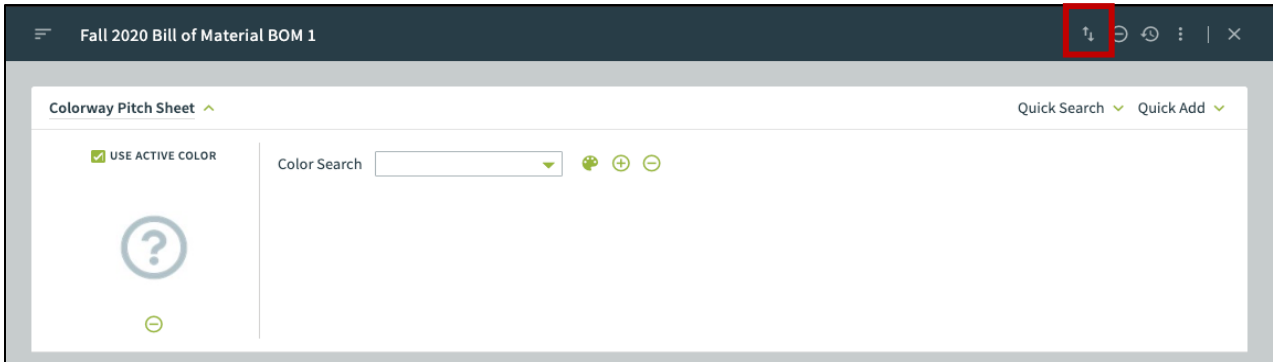 Fall 2020 Bill of Material BOM 1
Colorway Pitch Sheet
Quick Search
Quick Add
USE ACTIVE COLOR
Color Search